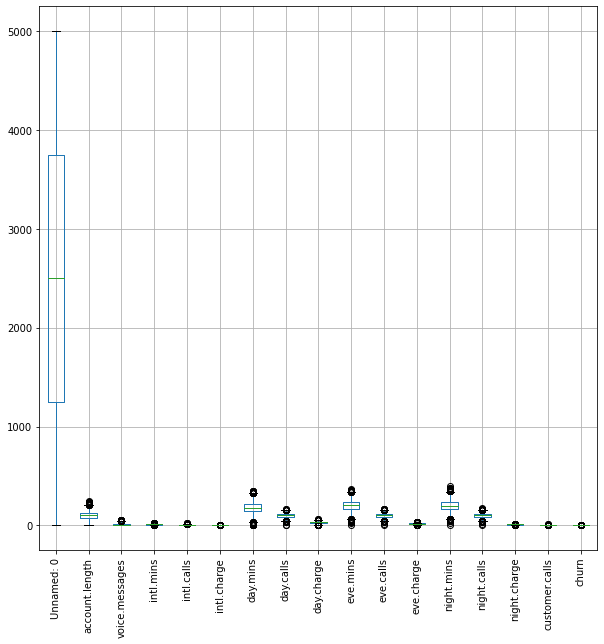 5000
4000
3000
2000
1000
0
Unnamed: 0
account.length
voice.messages
intl.mins
intl.calls
intl.charge
day.mins
day.calls
day.charge
eve.mins
eve.calls
eve.charge
night.mins
night.calls
night.charge
customer.calls
churn